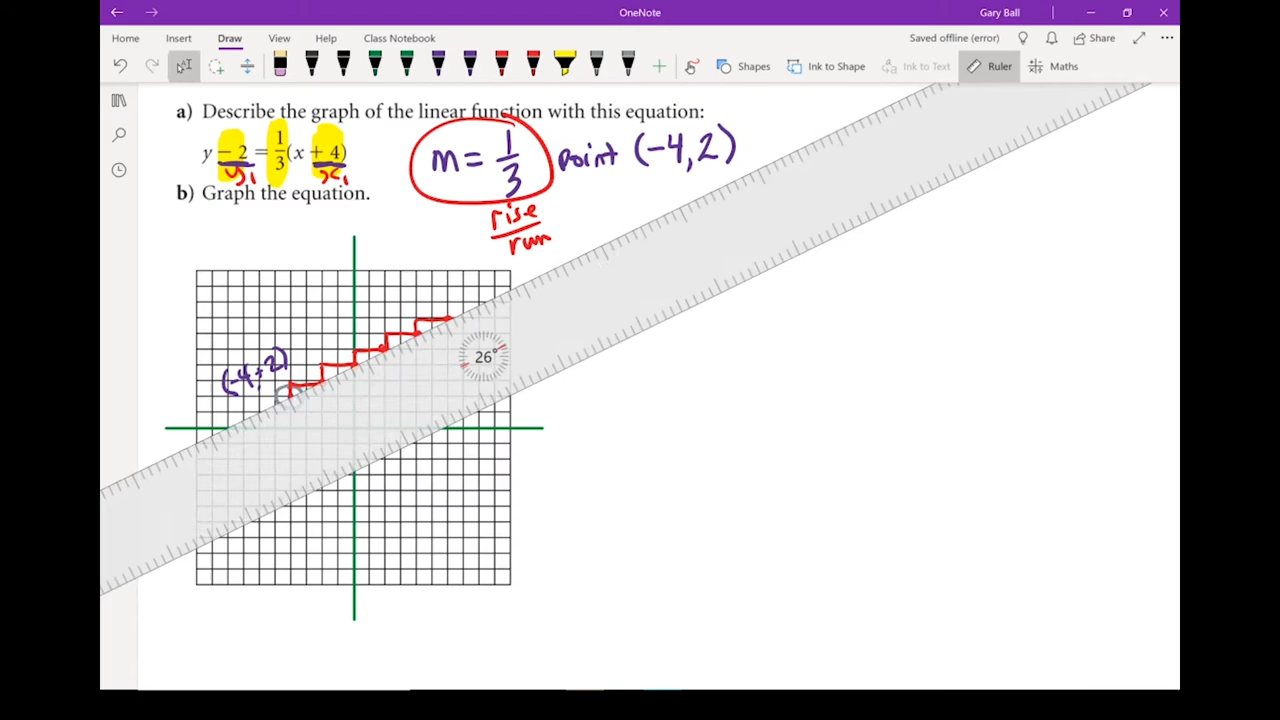 OneNote
Gary Ball
Home Insert Draw View Help Class Notebook
Saved offline (error)
Share
Shapes
Ink to Shape
Ink to Text
Ruler
Maths
a) Describe the graph of the linear function with this equation:
y − 2 = 1/3(x + 4)
y₁ x₁
m = 1/3 point (-4, 2)
b) Graph the equation.
rise
run
(-4, 2)
26°